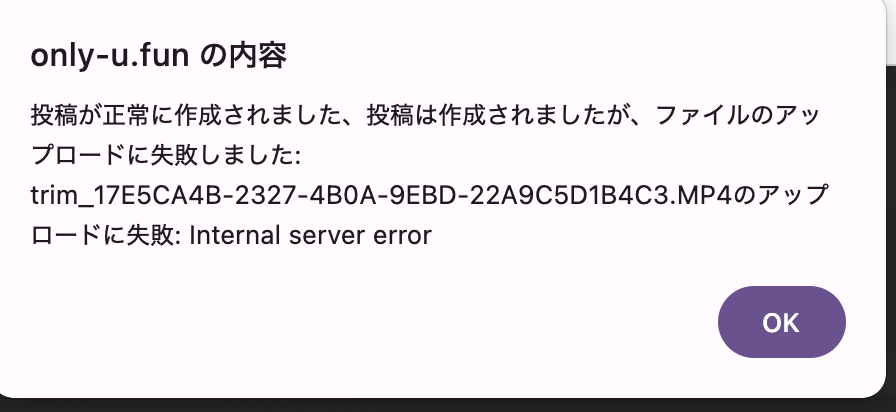 only-u.fun の内容
投稿が正常に作成されました、投稿は作成されましたが、ファイルのアッ
プロードに失敗しました:
trim_17E5CA4B-2327-4B0A-9EBD-22A9C5D1B4C3.MP4のアップ
ロードに失敗: Internal server error
OK